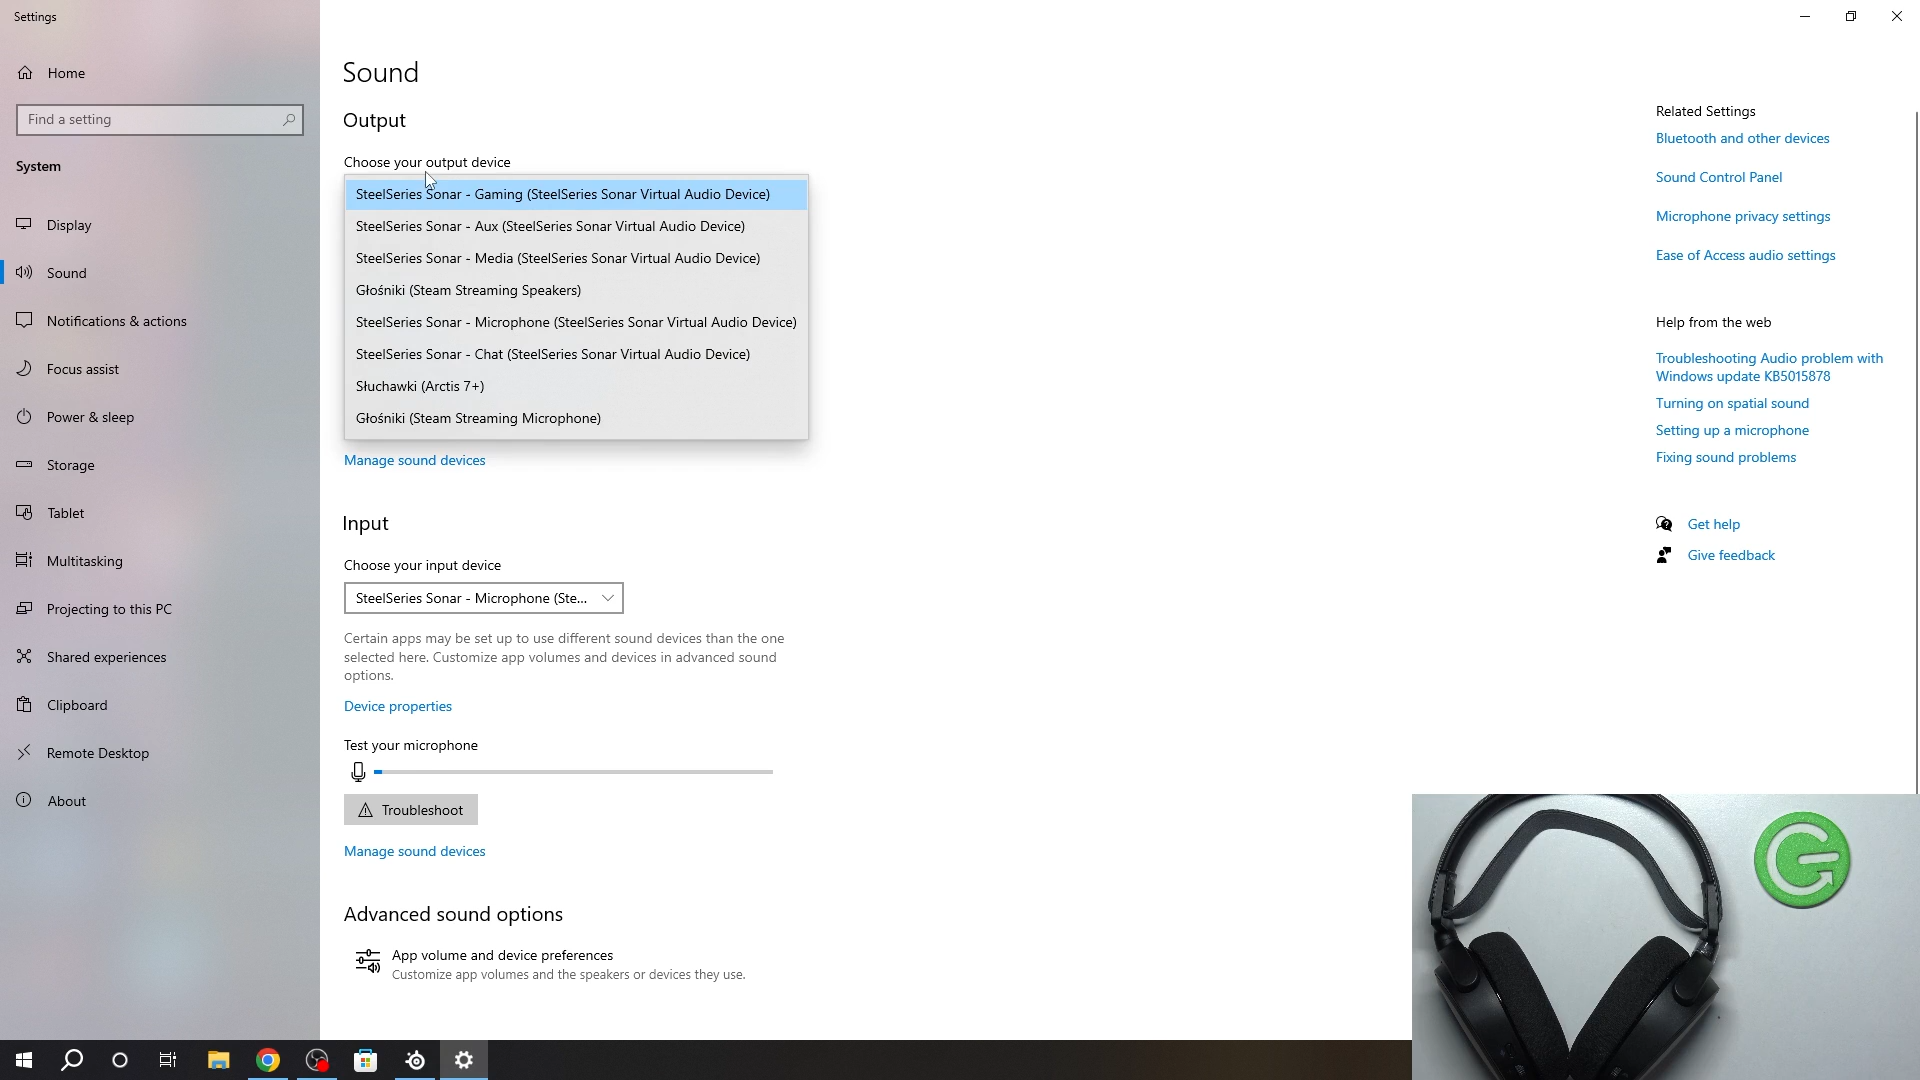 Settings
Home
Find a setting
System
Display
Sound
Notifications & actions
Focus assist
Power & sleep
Storage
Tablet
Multitasking
Projecting to this PC
Shared experiences
Clipboard
Remote Desktop
About
Sound
Output
Choose your output device
SteelSeries Sonar - Gaming (SteelSeries Sonar Virtual Audio Device)
SteelSeries Sonar - Aux (SteelSeries Sonar Virtual Audio Device)
SteelSeries Sonar - Media (SteelSeries Sonar Virtual Audio Device)
Głośniki (Steam Streaming Speakers)
SteelSeries Sonar - Microphone (SteelSeries Sonar Virtual Audio Device)
SteelSeries Sonar - Chat (SteelSeries Sonar Virtual Audio Device)
Słuchawki (Arctis 7+)
Głośniki (Steam Streaming Microphone)
Manage sound devices
Input
Choose your input device
SteelSeries Sonar - Microphone (Ste...
Certain apps may be set up to use different sound devices than the one
selected here. Customize app volumes and devices in advanced sound
options.
Device properties
Test your microphone
Troubleshoot
Manage sound devices
Advanced sound options
App volume and device preferences
Customize app volumes and the speakers or devices they use.
Related Settings
Bluetooth and other devices
Sound Control Panel
Microphone privacy settings
Ease of Access audio settings
Help from the web
Troubleshooting Audio problem with
Windows update KB5015878
Turning on spatial sound
Setting up a microphone
Fixing sound problems
Get help
Give feedback